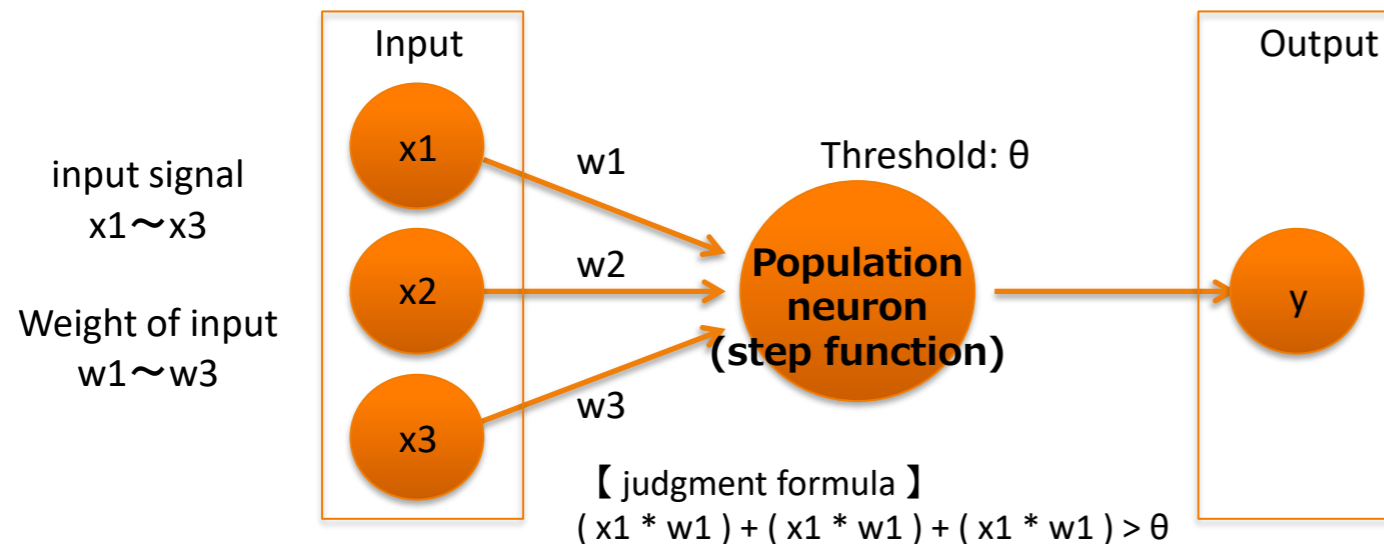 Input
Output
input signal
x1～x3
Weight of input
w1～w3
x1
x2
x3
w1
w2
w3
Threshold: θ
Population
neuron
(step function)
y
【 judgment formula 】
( x1 * w1 ) + ( x1 * w1 ) + ( x1 * w1 ) > θ